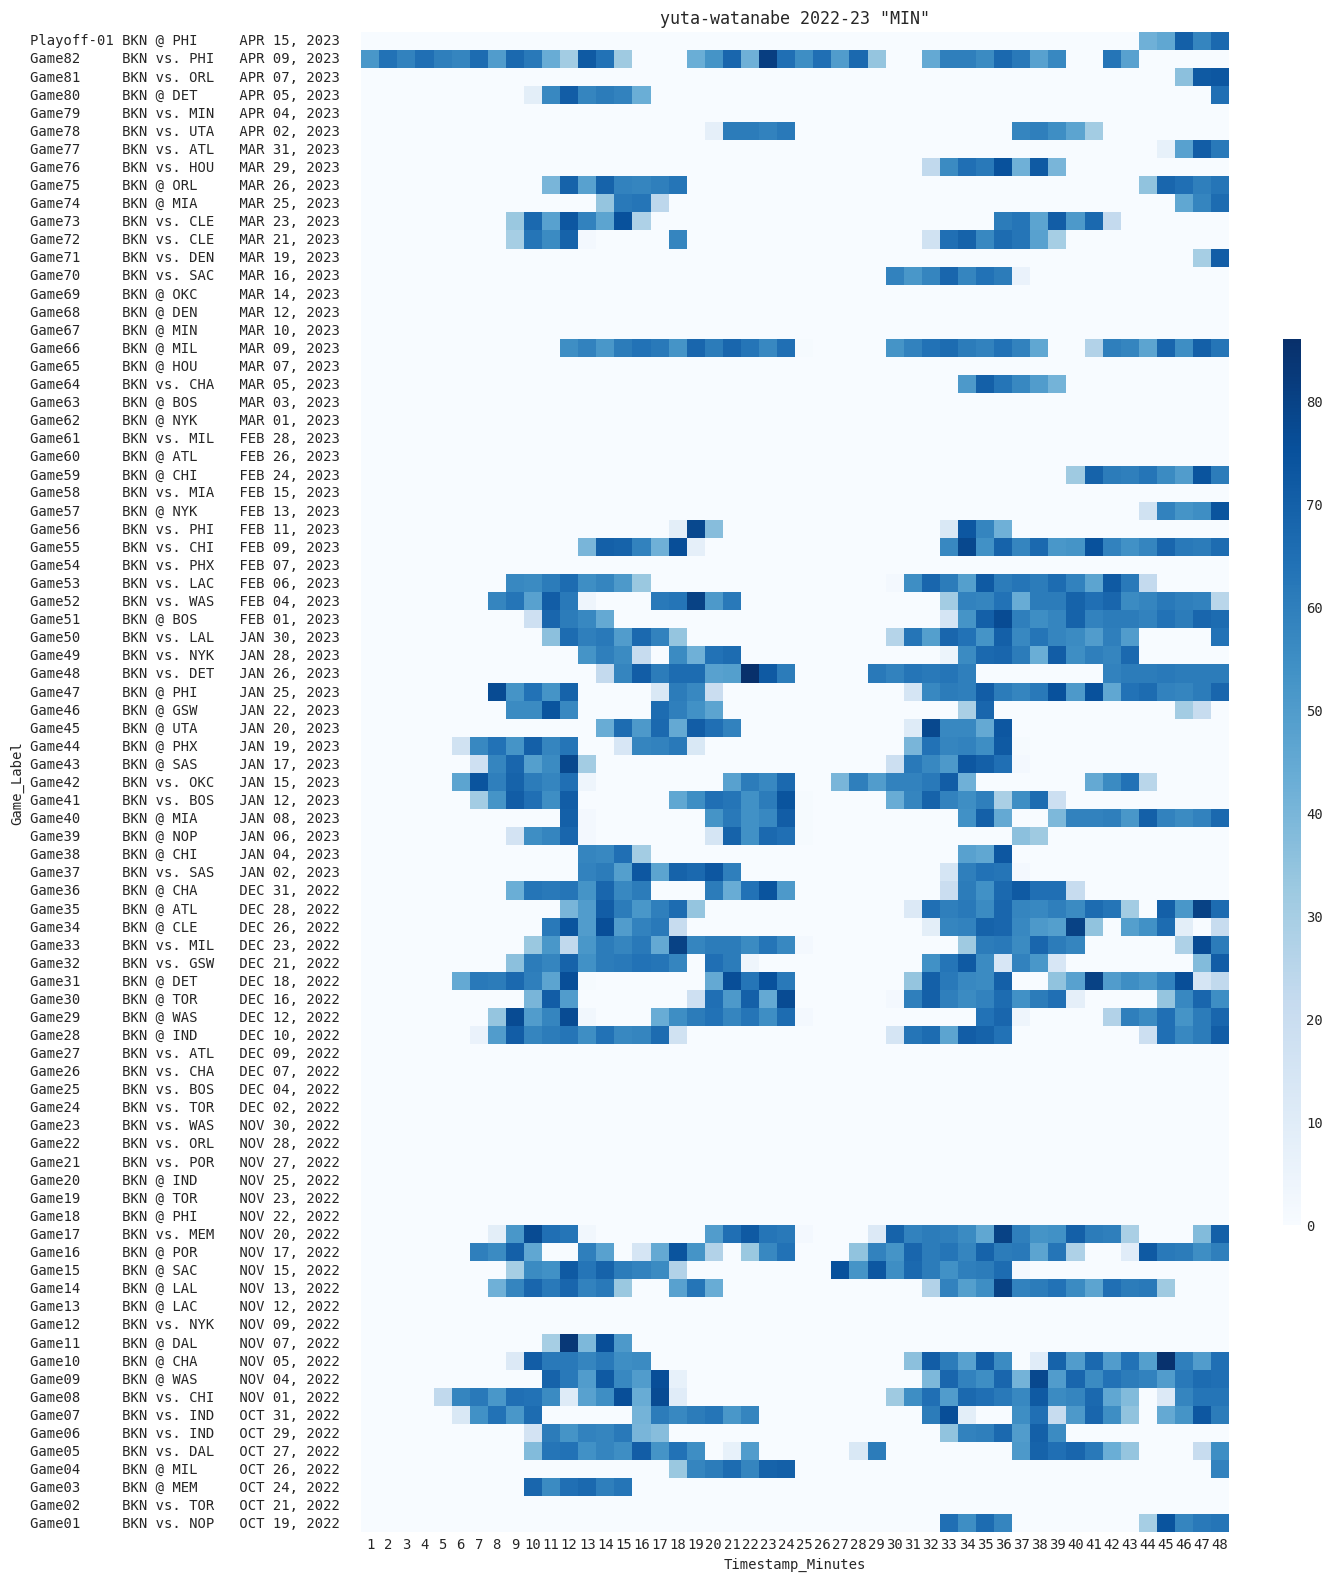 yuta-watanabe 2022-23 "MIN"
Playoff-01 BKN @ PHI APR 15, 2023
Game82 BKN vs. PHI APR 09, 2023
Game81 BKN vs. ORL APR 07, 2023
Game80 BKN @ DET APR 05, 2023
Game79 BKN vs. MIN APR 04, 2023
Game78 BKN vs. UTA APR 02, 2023
Game77 BKN vs. ATL MAR 31, 2023
Game76 BKN vs. HOU MAR 29, 2023
Game75 BKN @ ORL MAR 26, 2023
Game74 BKN @ MIA MAR 25, 2023
Game73 BKN vs. CLE MAR 23, 2023
Game72 BKN vs. CLE MAR 21, 2023
Game71 BKN vs. DEN MAR 19, 2023
Game70 BKN vs. SAC MAR 16, 2023
Game69 BKN @ OKC MAR 14, 2023
Game68 BKN @ DEN MAR 12, 2023
Game67 BKN @ MIN MAR 10, 2023
Game66 BKN @ MIL MAR 09, 2023
Game65 BKN @ HOU MAR 07, 2023
Game64 BKN vs. CHA MAR 05, 2023
Game63 BKN @ BOS MAR 03, 2023
Game62 BKN @ NYK MAR 01, 2023
Game61 BKN vs. MIL FEB 28, 2023
Game60 BKN @ ATL FEB 26, 2023
Game59 BKN @ CHI FEB 24, 2023
Game58 BKN vs. MIA FEB 15, 2023
Game57 BKN @ NYK FEB 13, 2023
Game56 BKN vs. PHI FEB 11, 2023
Game55 BKN vs. CHI FEB 09, 2023
Game54 BKN vs. PHX FEB 07, 2023
Game53 BKN vs. LAC FEB 06, 2023
Game52 BKN vs. WAS FEB 04, 2023
Game51 BKN @ BOS FEB 01, 2023
Game50 BKN vs. LAL JAN 30, 2023
Game49 BKN vs. NYK JAN 28, 2023
Game48 BKN vs. DET JAN 26, 2023
Game47 BKN @ PHI JAN 25, 2023
Game46 BKN @ GSW JAN 22, 2023
Game45 BKN @ UTA JAN 20, 2023
Game44 BKN @ PHX JAN 19, 2023
Game43 BKN @ SAS JAN 17, 2023
Game42 BKN vs. OKC JAN 15, 2023
Game41 BKN vs. BOS JAN 12, 2023
Game40 BKN @ MIA JAN 08, 2023
Game39 BKN @ NOP JAN 06, 2023
Game38 BKN @ CHI JAN 04, 2023
Game37 BKN vs. SAS JAN 02, 2023
Game36 BKN @ CHA DEC 31, 2022
Game35 BKN @ ATL DEC 28, 2022
Game34 BKN @ CLE DEC 26, 2022
Game33 BKN vs. MIL DEC 23, 2022
Game32 BKN vs. GSW DEC 21, 2022
Game31 BKN @ DET DEC 18, 2022
Game30 BKN @ TOR DEC 16, 2022
Game29 BKN @ WAS DEC 12, 2022
Game28 BKN @ IND DEC 10, 2022
Game27 BKN vs. ATL DEC 09, 2022
Game26 BKN vs. CHA DEC 07, 2022
Game25 BKN vs. BOS DEC 04, 2022
Game24 BKN vs. TOR DEC 02, 2022
Game23 BKN vs. WAS NOV 30, 2022
Game22 BKN vs. ORL NOV 28, 2022
Game21 BKN vs. POR NOV 27, 2022
Game20 BKN @ IND NOV 25, 2022
Game19 BKN @ TOR NOV 23, 2022
Game18 BKN @ PHI NOV 22, 2022
Game17 BKN vs. MEM NOV 20, 2022
Game16 BKN @ POR NOV 17, 2022
Game15 BKN @ SAC NOV 15, 2022
Game14 BKN @ LAL NOV 13, 2022
Game13 BKN @ LAC NOV 12, 2022
Game12 BKN vs. NYK NOV 09, 2022
Game11 BKN @ DAL NOV 07, 2022
Game10 BKN @ CHA NOV 05, 2022
Game09 BKN @ WAS NOV 04, 2022
Game08 BKN vs. CHI NOV 01, 2022
Game07 BKN vs. IND OCT 31, 2022
Game06 BKN vs. IND OCT 29, 2022
Game05 BKN vs. DAL OCT 27, 2022
Game04 BKN @ MIL OCT 26, 2022
Game03 BKN @ MEM OCT 24, 2022
Game02 BKN vs. TOR OCT 21, 2022
Game01 BKN vs. NOP OCT 19, 2022
Game_Label
1 2 3 4 5 6 7 8 9 10 11 12 13 14 15 16 17 18 19 20 21 22 23 24 25 26 27 28 29 30 31 32 33 34 35 36 37 38 39 40 41 42 43 44 45 46 47 48
Timestamp_Minutes
80
70
60
50
40
30
20
10
0